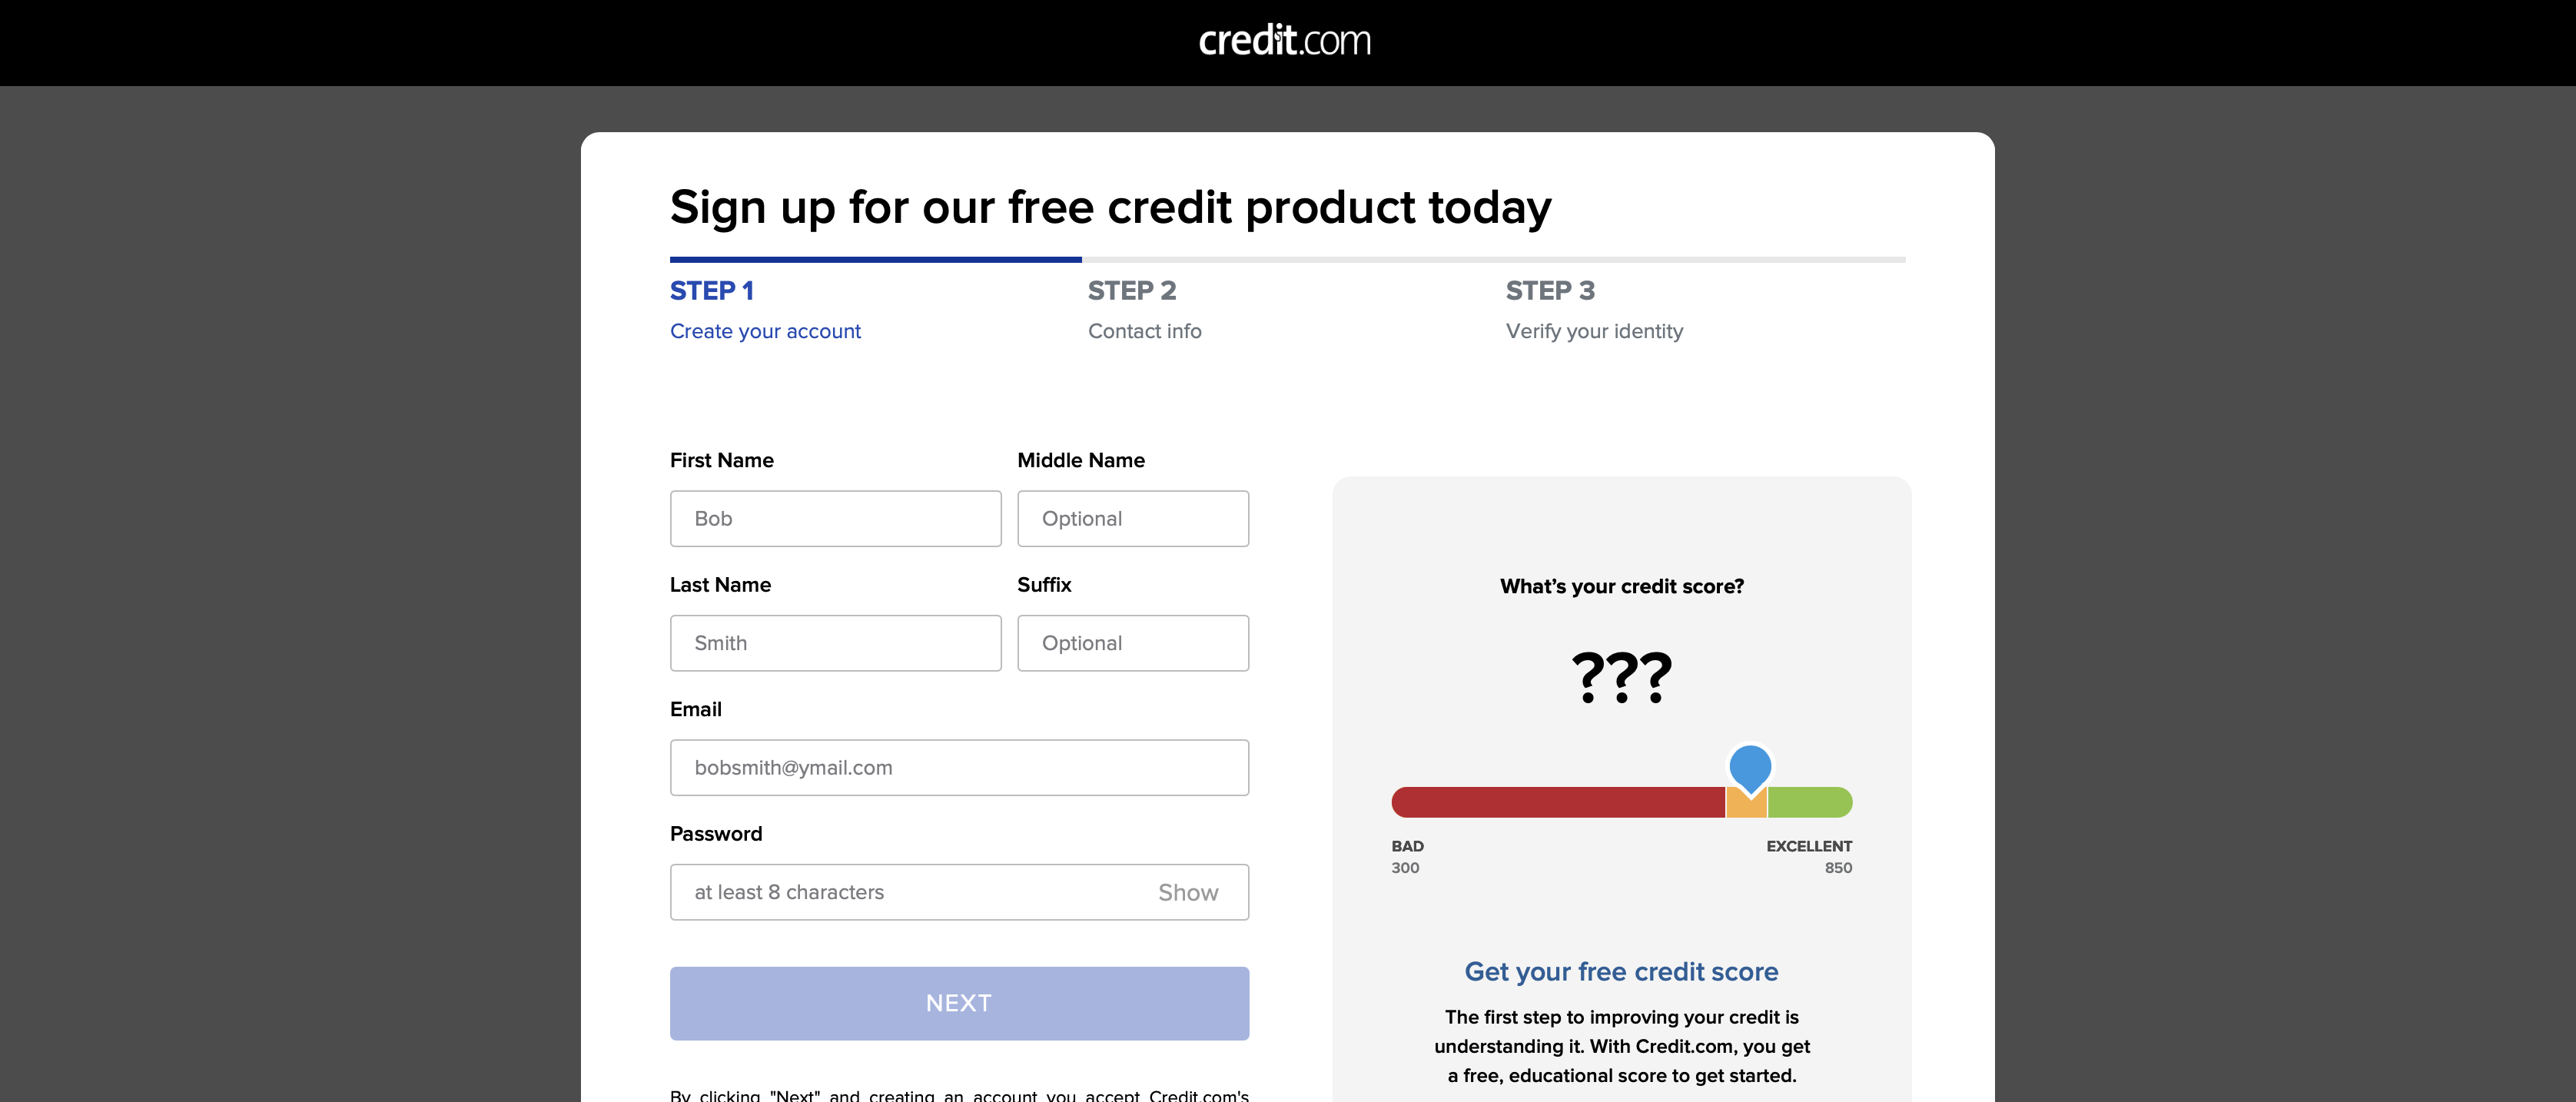 credit.com
Sign up for our free credit product today
STEP 1
Create your account
STEP 2
Contact info
STEP 3
Verify your identity
First Name
Middle Name
Bob
Optional
Last Name
Suffix
Smith
Optional
Email
bobsmith@ymail.com
Password
at least 8 characters
Show
NEXT
By clicking "Next" and creating an account you accept Credit.com's
What's your credit score?
???
BAD
EXCELLENT
300
850
Get your free credit score
The first step to improving your credit is
understanding it. With Credit.com, you get
a free, educational score to get started.